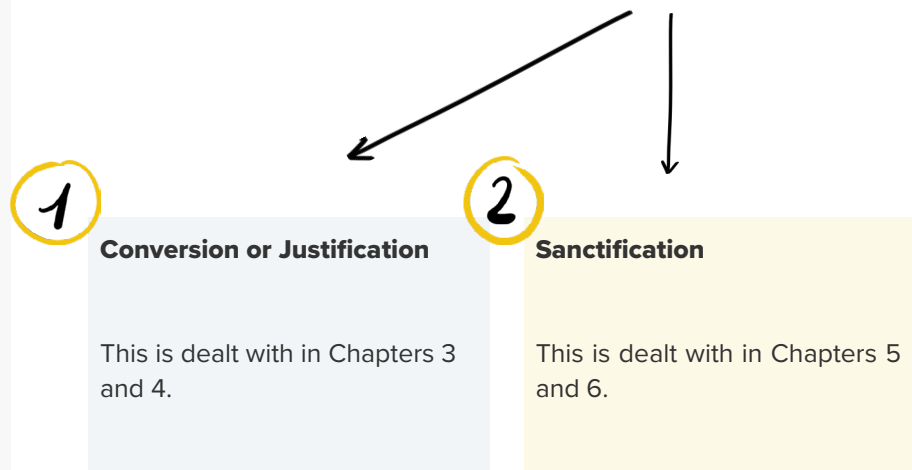 1
Conversion or Justification
This is dealt with in Chapters 3
and 4.
2
Sanctification
This is dealt with in Chapters 5
and 6.